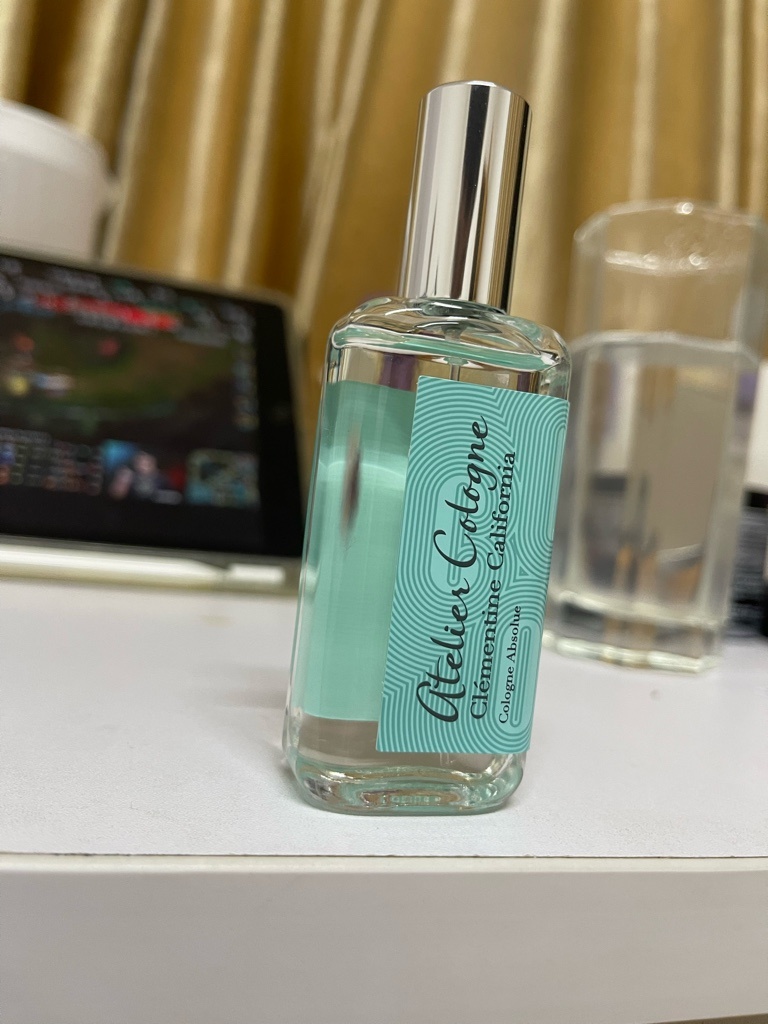 Atelier Cologne
Clémentine California
Cologne Absolue